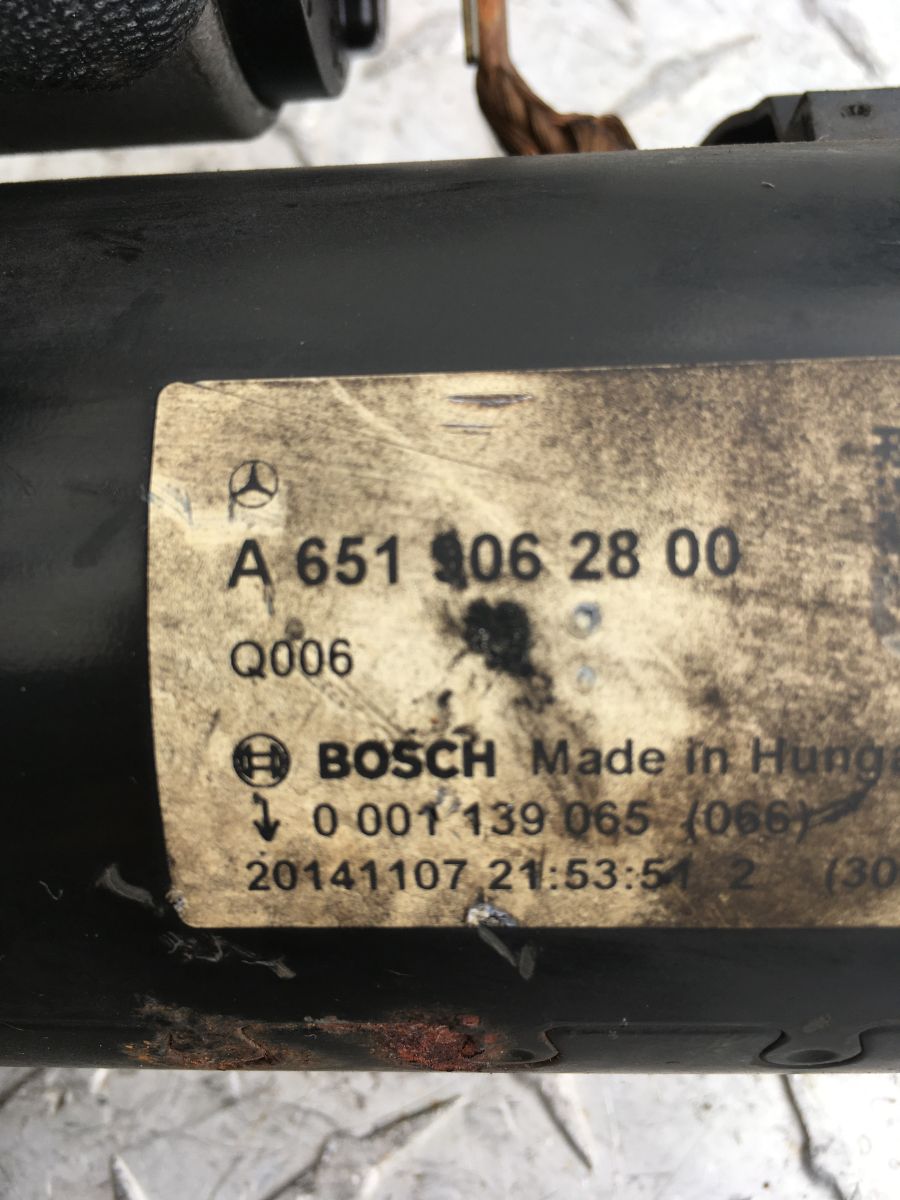 A 651 906 28 00
Q006
BOSCH Made in Hunga
0 001 139 065 (066)
20141107 21:53:51 2 (30